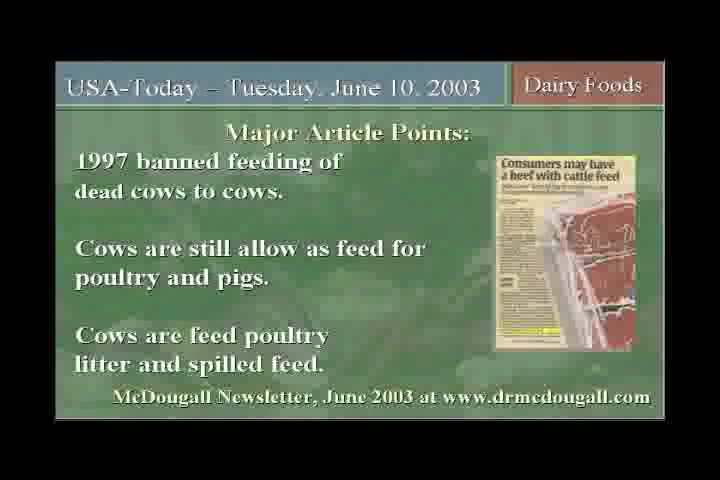 USA-Today – Tuesday, June 10, 2003
Dairy Foods
Major Article Points:
1997 banned feeding of
dead cows to cows.
Consumers may have
a beef with cattle feed
Cows are still allow as feed for
poultry and pigs.
Cows are feed poultry
litter and spilled feed.
McDougall Newsletter, June 2003 at www.drmcdougall.com